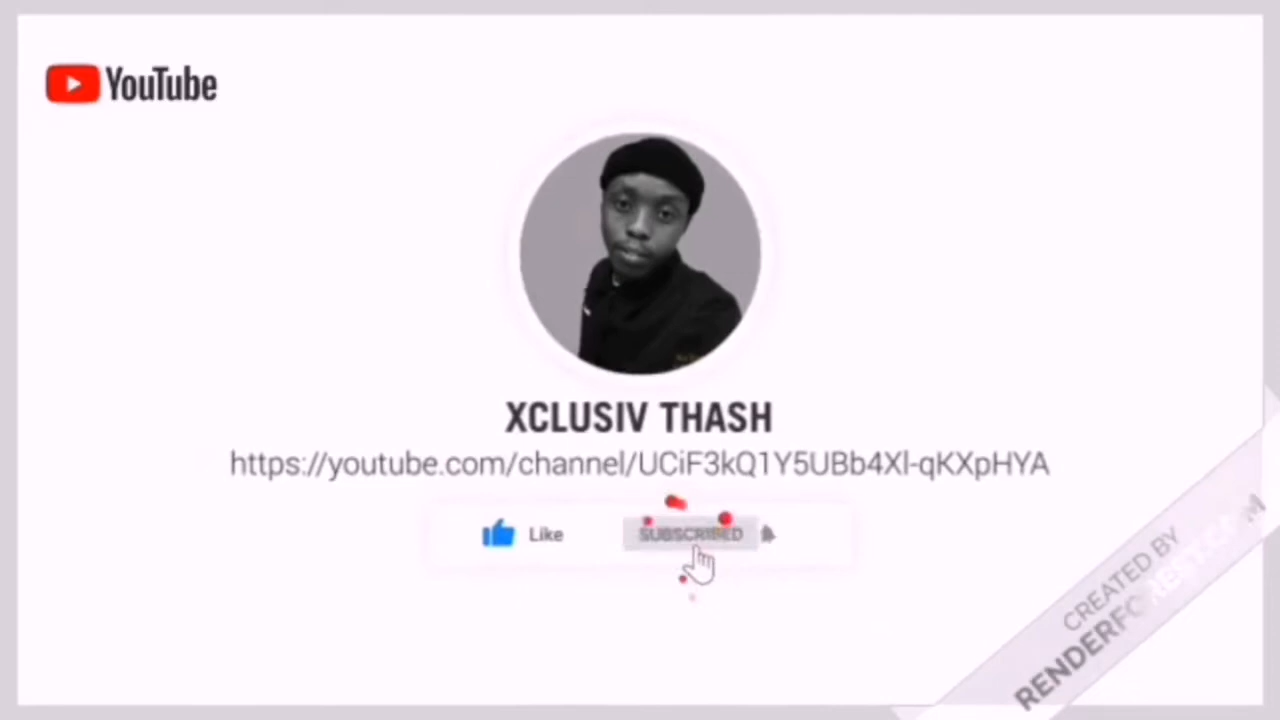 YouTube
XCLUSIV THASH
https://youtube.com/channel/UCiF3kQ1Y5UBb4Xl-qKXpHYA
Like
SUBSCRIBED
CREATED BY